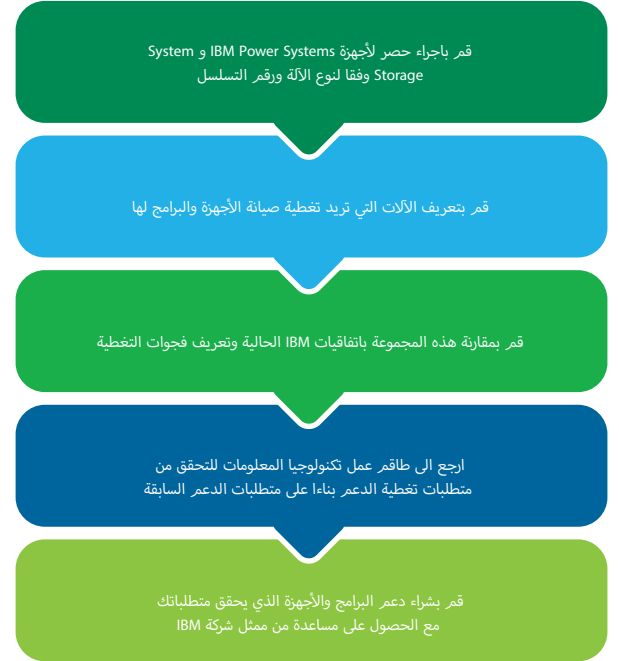 قم باجراء حصر لأجهزة IBM Power Systems و System
Storage وفقا لنوع الآلة ورقم التسلسل
قم بتعريف الآلات التي تريد تغطية صيانة الأجهزة والبرامج لها
قم بمقارنة هذه المجموعة باتفاقيات IBM الحالية وتعريف فجوات التغطية
ارجع الى طاقم عمل تكنولوجيا المعلومات للتحقق من
متطلبات تغطية الدعم بناءا على متطلبات الدعم السابقة
قم بشراء دعم البرامج والأجهزة الذي يحقق متطلباتك
مع الحصول على مساعدة من ممثل شركة IBM